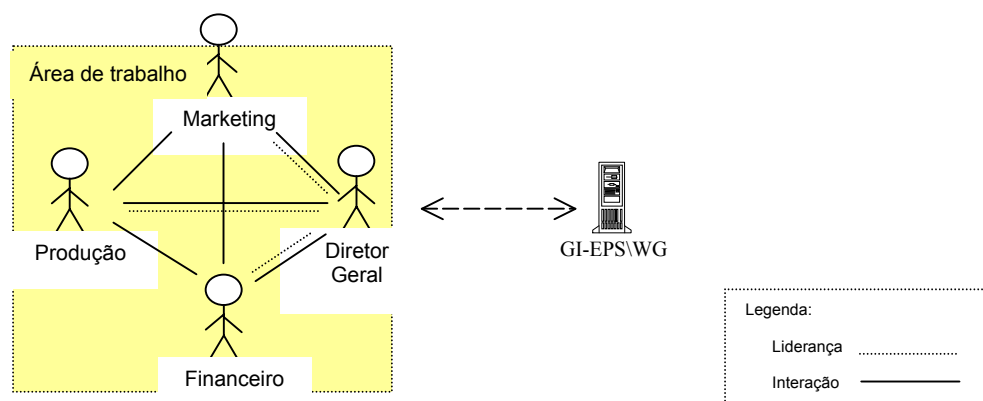 Área de trabalho
Marketing
Produção
Diretor
Geral
GI-EPS\WG
Financeiro
Legenda:
Liderança
Interação